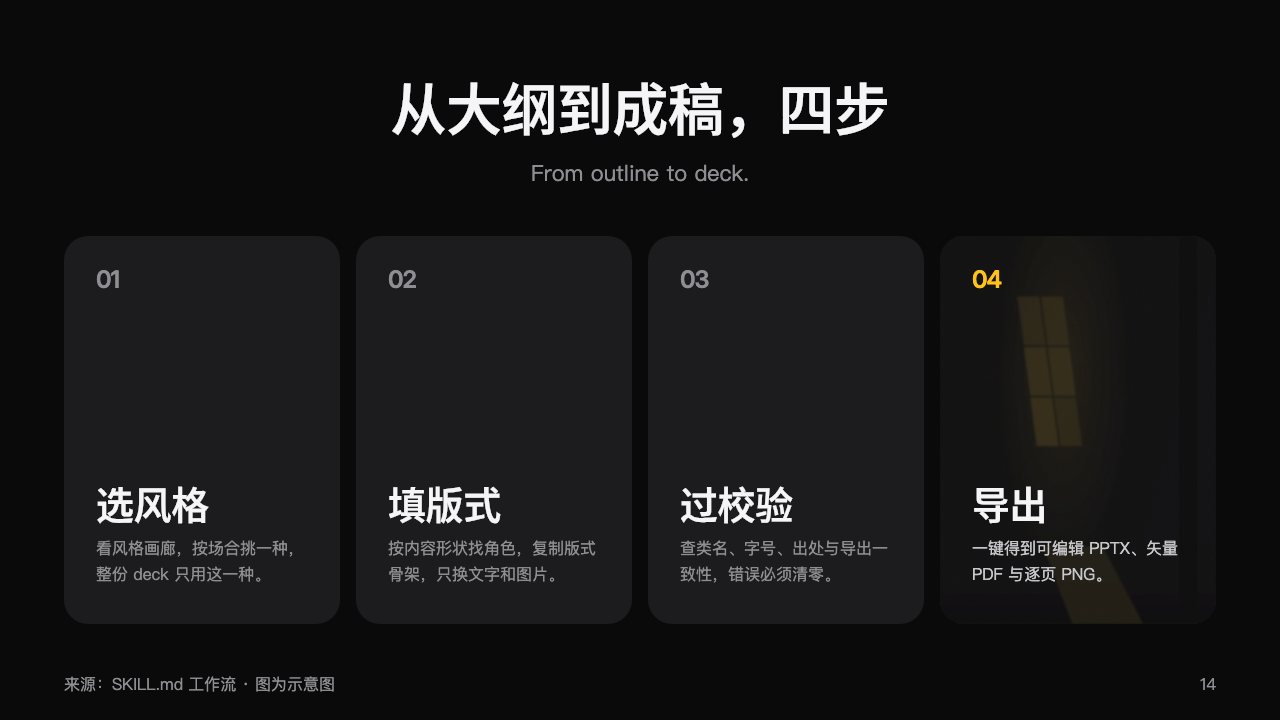 从大纲到成稿，四步
From outline to deck.
01
选风格
看风格画廊，按场合挑一种，
整份 deck 只用这一种。
02
填版式
按内容形状找角色，复制版式
骨架，只换文字和图片。
03
过校验
查类名、字号、出处与导出一
致性，错误必须清零。
04
导出
一键得到可编辑 PPTX、矢量
PDF 与逐页 PNG。
来源：SKILL.md 工作流 · 图为示意图
14